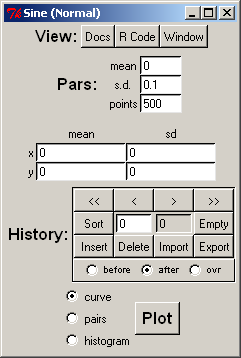 Sine (Normal)
View: Docs R Code Window
mean 0
Pars: s.d. 0.1
points 500
mean sd
x 0 0
y 0 0
<< < > >>
Sort 0 0 Empty
History: Insert Delete Import Export
before after ovr
curve
pairs Plot
histogram